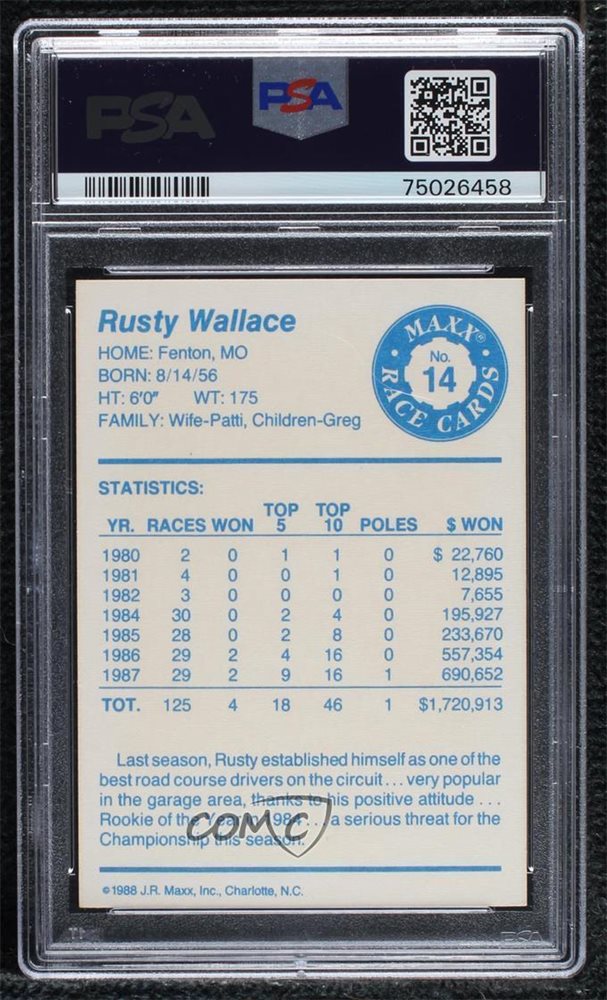 PSA
PSA
75026458
Rusty Wallace
HOME: Fenton, MO
BORN: 8/14/56
HT: 6'0" WT: 175
FAMILY: Wife-Patti, Children-Greg
MAXX® RACE CARDS
No.
14
STATISTICS:
YR. RACES WON TOP 5 TOP 10 POLES $ WON
1980 2 0 1 1 0 $ 22,760
1981 4 0 0 1 0 12,895
1982 3 0 0 0 0 7,655
1984 30 0 2 4 0 195,927
1985 28 0 2 8 0 233,670
1986 29 2 4 16 0 557,354
1987 29 2 9 16 1 690,652
TOT. 125 4 18 46 1 $1,720,913
Last season, Rusty established himself as one of the
best road course drivers on the circuit . . . very popular
in the garage area, thanks to his positive attitude . . .
Rookie of the Year in 1984 . . . a serious threat for the
Championship this season.
COMC
©1988 J.R. Maxx, Inc., Charlotte, N.C.
PSA